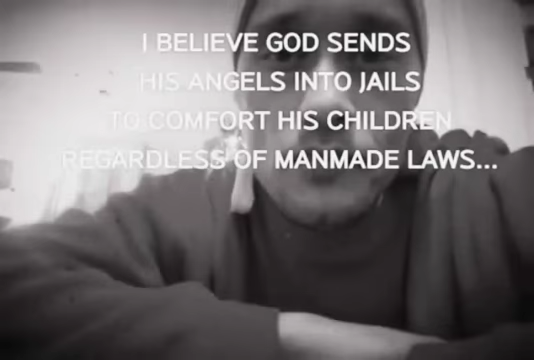 I BELIEVE GOD SENDS
HIS ANGELS INTO JAILS
TO COMFORT HIS CHILDREN
REGARDLESS OF MANMADE LAWS...